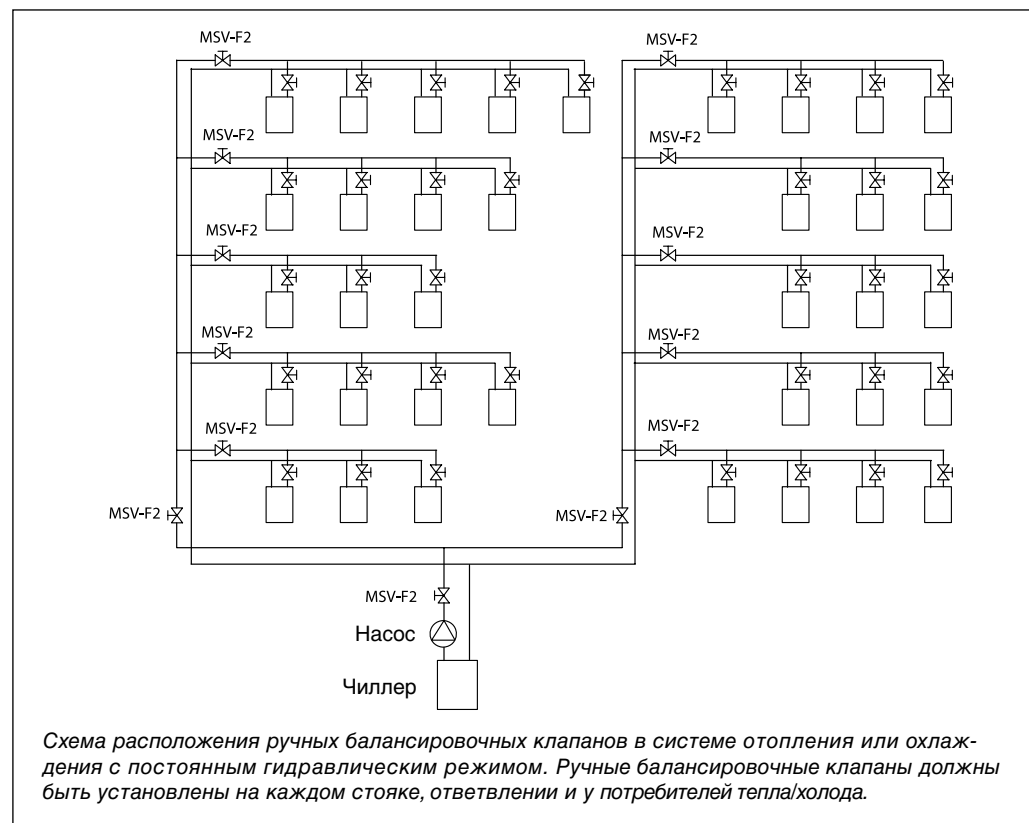 MSV-F2
MSV-F2
MSV-F2
MSV-F2
MSV-F2
MSV-F2
MSV-F2
MSV-F2
MSV-F2
MSV-F2
MSV-F2
MSV-F2
MSV-F2
Насос
Чиллер
Схема расположения ручных балансировочных клапанов в системе отопления или охлаж-
дения с постоянным гидравлическим режимом. Ручные балансировочные клапаны должны
быть установлены на каждом стояке, ответвлении и у потребителей тепла/холода.